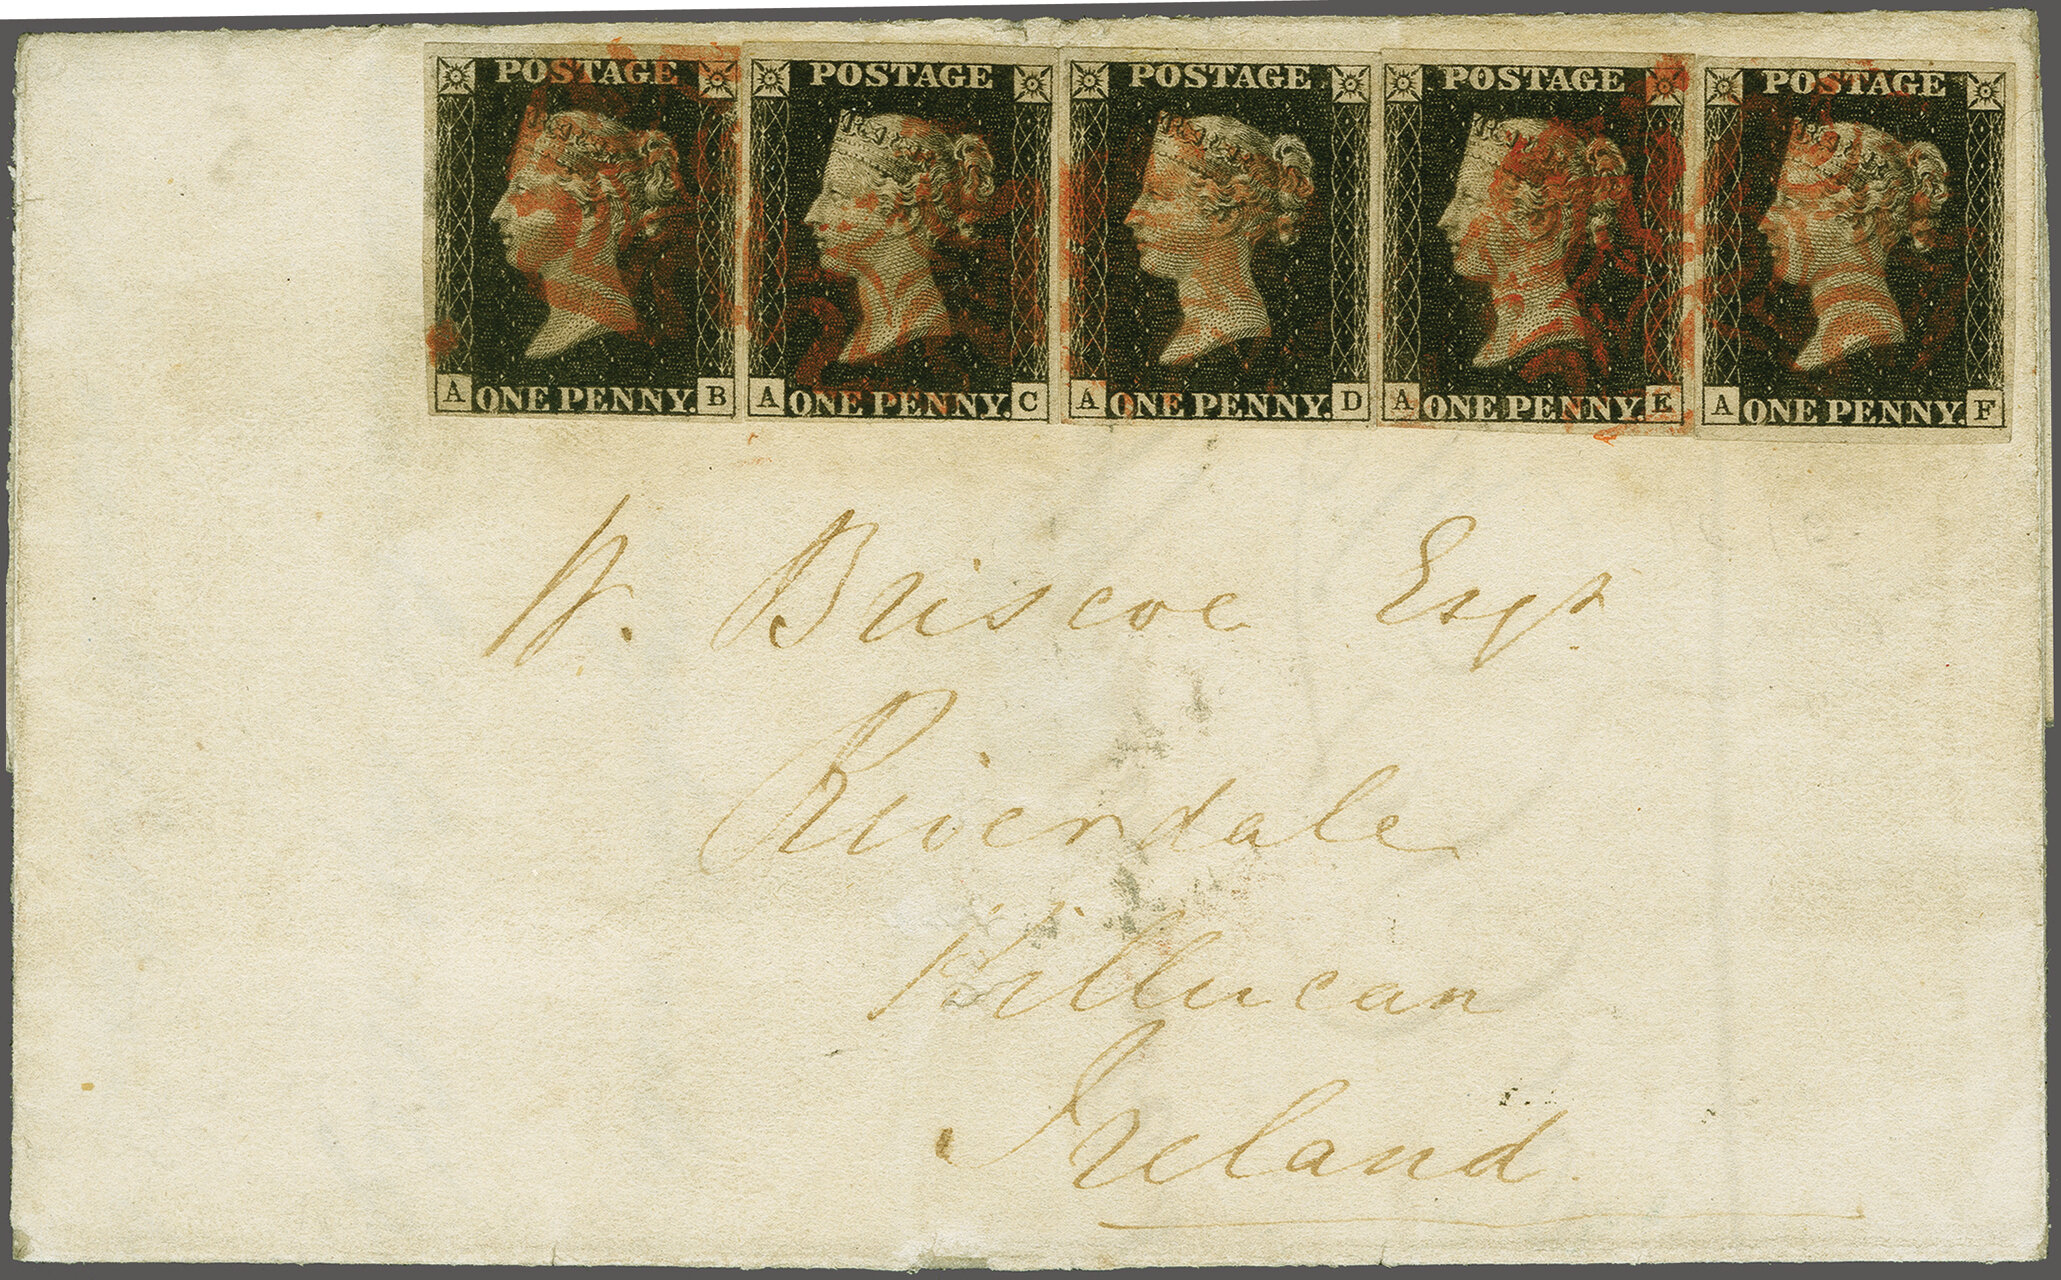 POSTAGE POSTAGE POSTAGE POSTAGE POSTAGE
A ONE PENNY. B A ONE PENNY. C A ONE PENNY. D A ONE PENNY. E A ONE PENNY. F
W. Briscoe Esqr
Riverdale
Killucan
Ireland.